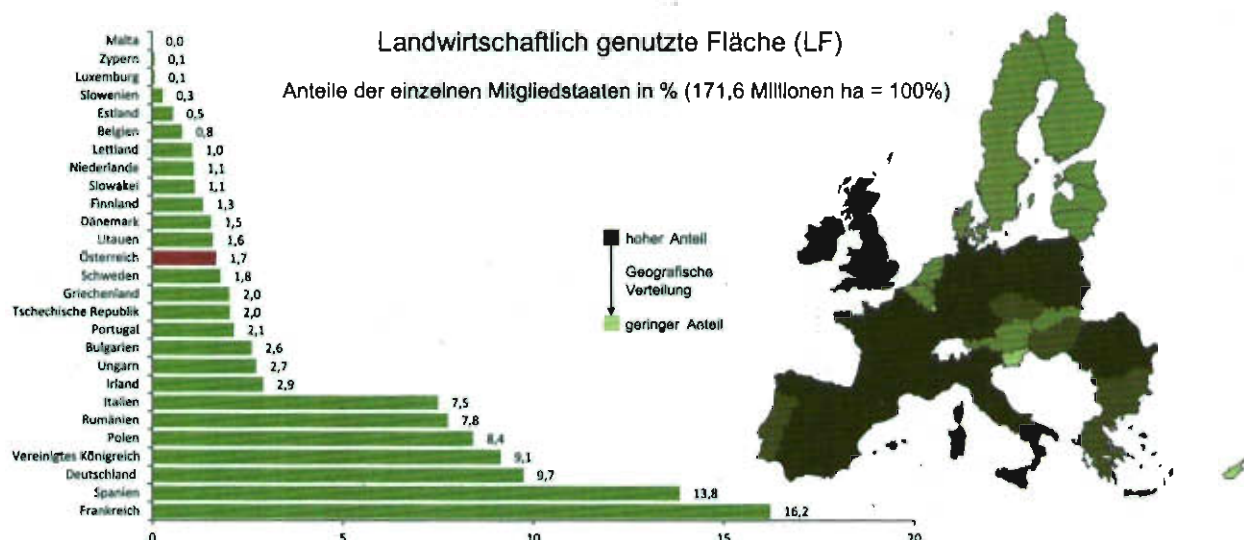 Landwirtschaftlich genutzte Fläche (LF)
Anteile der einzelnen Mitgliedstaaten in % (171,6 Millionen ha = 100%)
Malta 0,0
Zypern 0,1
Luxemburg 0,1
Slowenien 0,3
Estland 0,5
Belgien 0,8
Lettland 1,0
Niederlande 1,1
Slowakei 1,1
Finnland 1,3
Dänemark 1,5
Litauen 1,6
Österreich 1,7
Schweden 1,8
Griechenland 2,0
Tschechische Republik 2,0
Portugal 2,1
Bulgarien 2,6
Ungarn 2,7
Irland 2,9
Italien 7,5
Rumänien 7,8
Polen 8,4
Vereinigtes Königreich 9,1
Deutschland 9,7
Spanien 13,8
Frankreich 16,2
0 5 10 15 20
hoher Anteil
Geografische
Verteilung
geringer Anteil